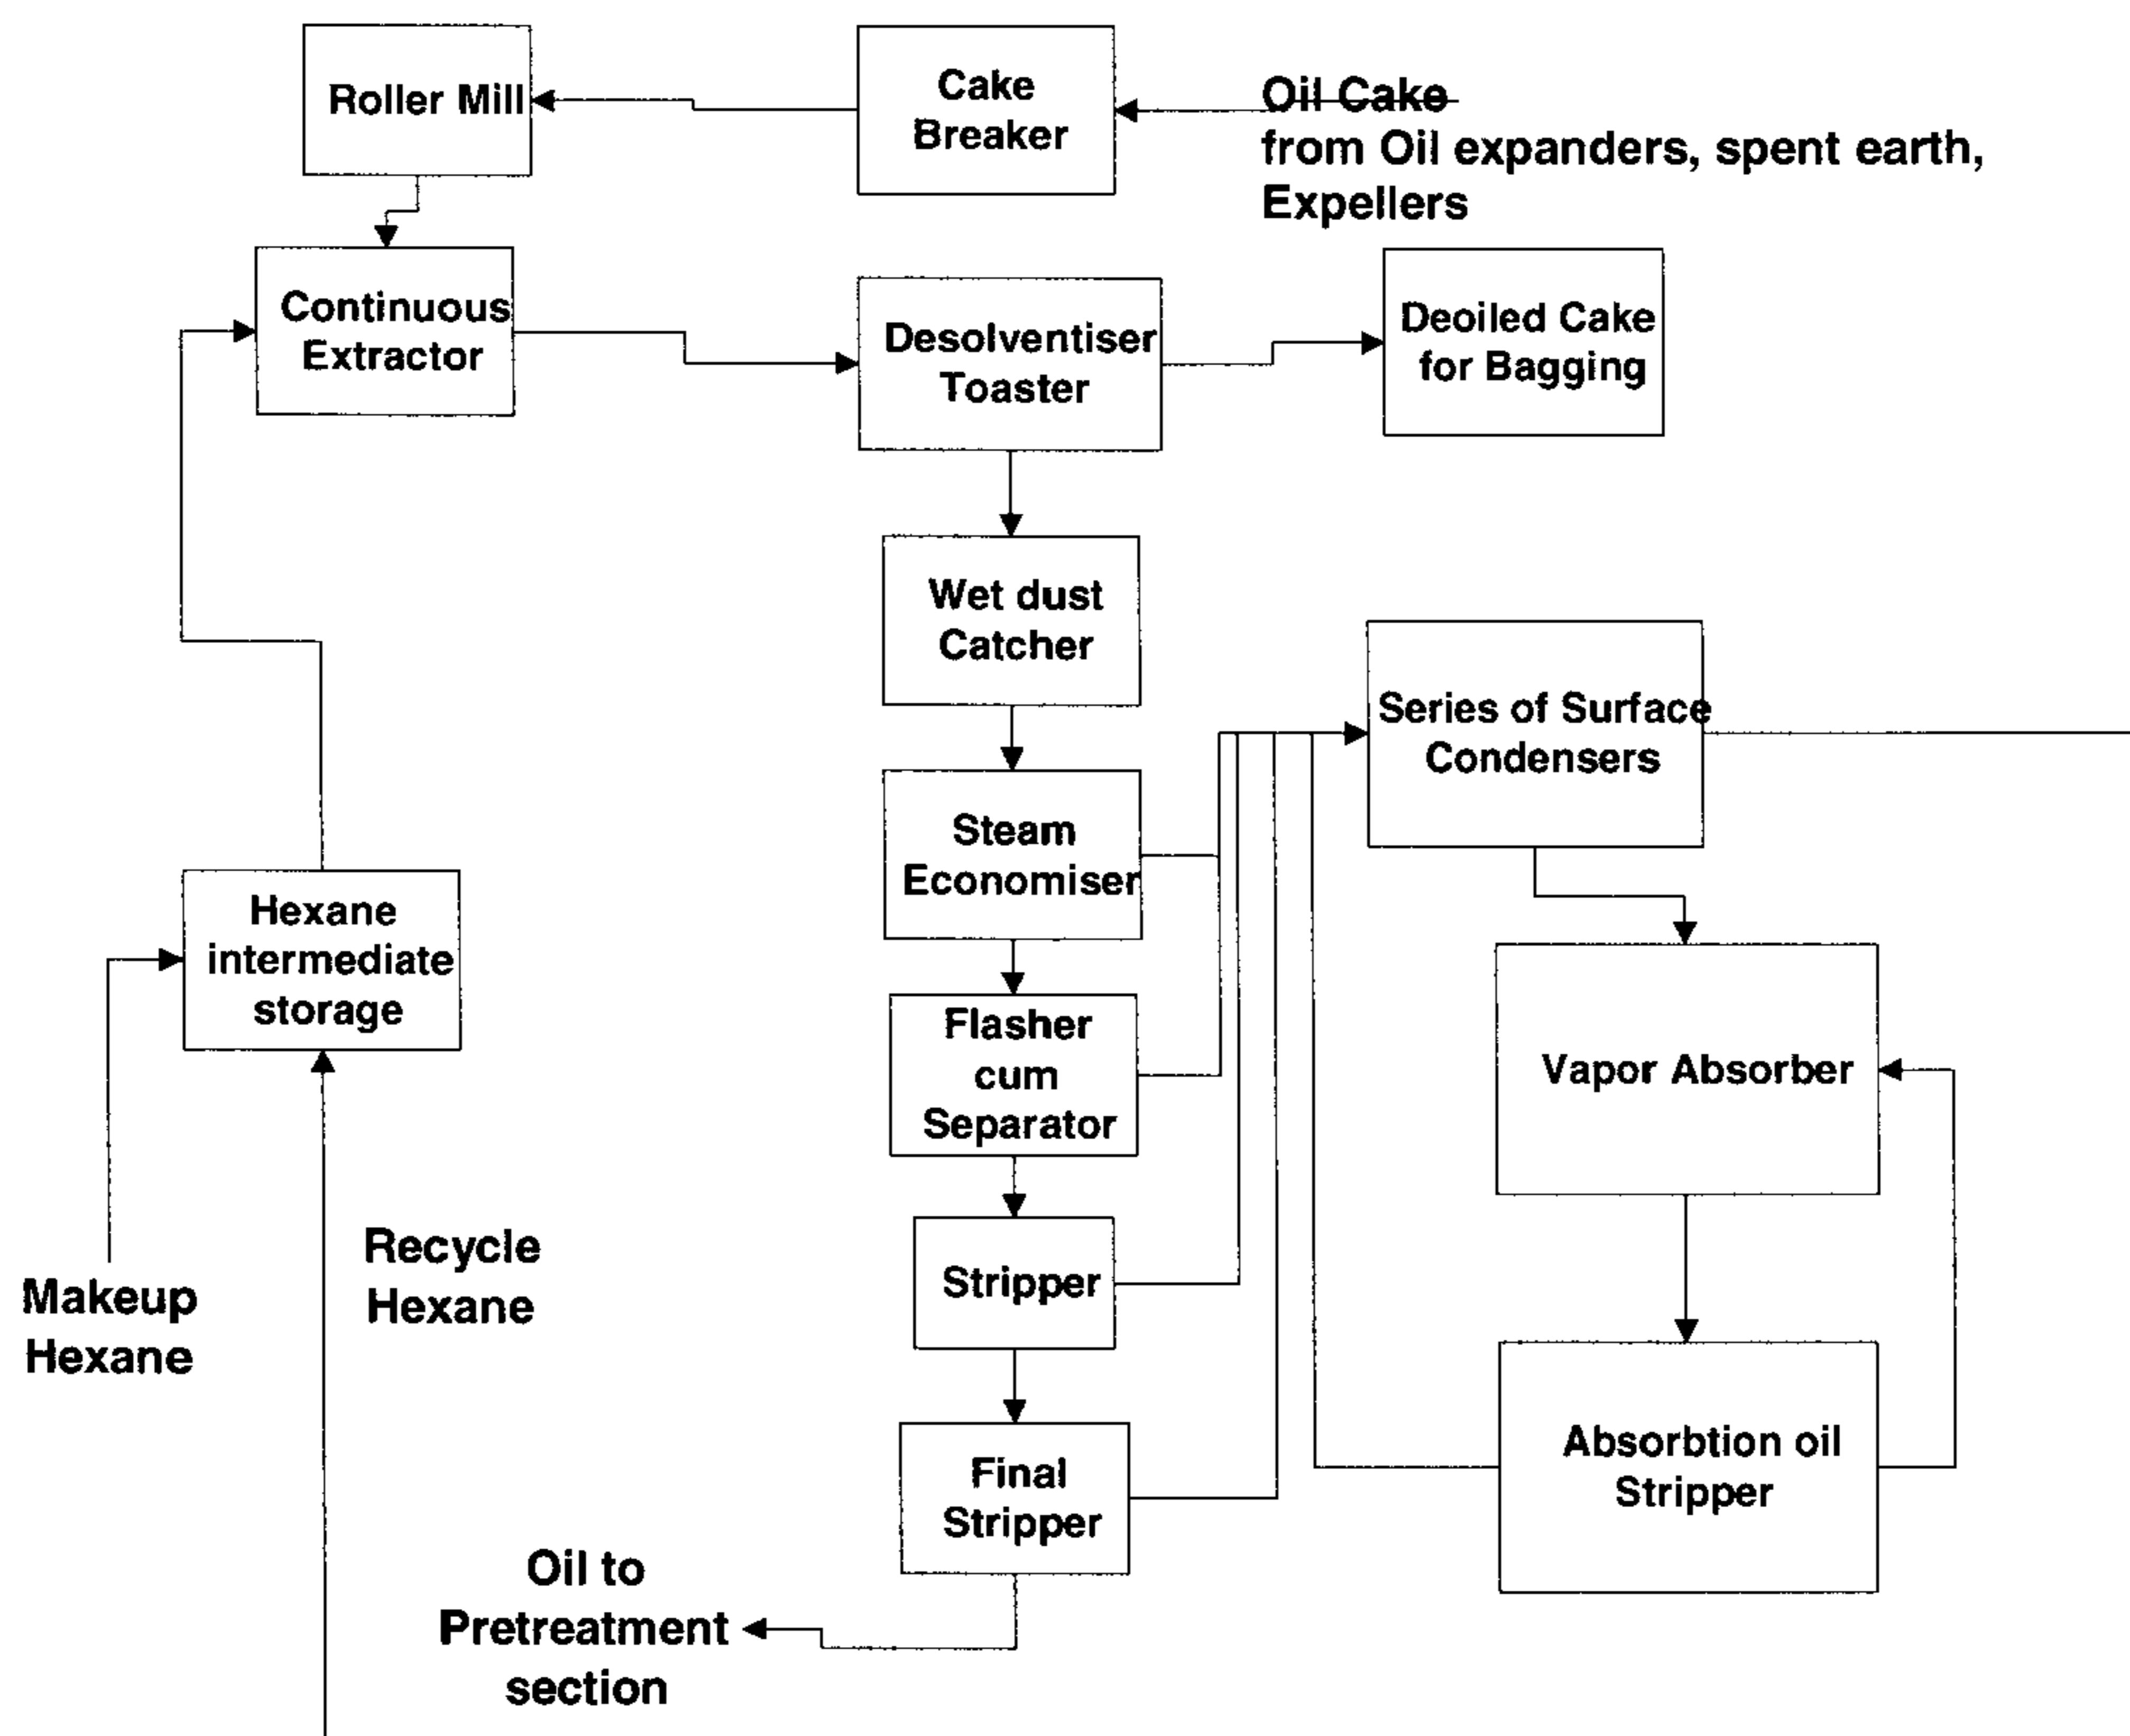 Roller Mill
Cake
Breaker
Oil Cake
from Oil expanders, spent earth,
Expellers
Continuous
Extractor
Desolventiser
Toaster
Deoiled Cake
for Bagging
Wet dust
Catcher
Series of Surface
Condensers
Steam
Economiser
Hexane
intermediate
storage
Flasher
cum
Separator
Vapor Absorber
Makeup
Hexane
Recycle
Hexane
Stripper
Absorbtion oil
Stripper
Final
Stripper
Oil to
Pretreatment
section